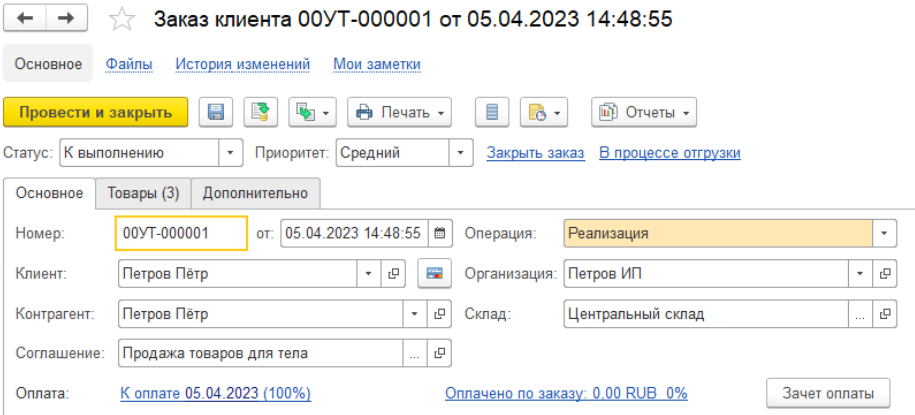 Заказ клиента 00УТ-000001 от 05.04.2023 14:48:55
Основное Файлы История изменений Мои заметки
Провести и закрыть Печать Отчеты
Статус: К выполнению Приоритет: Средний Закрыть заказ В процессе отгрузки
Основное Товары (3) Дополнительно
Номер: 00УТ-000001 от: 05.04.2023 14:48:55 Операция: Реализация
Клиент: Петров Пётр Организация: Петров ИП
Контрагент: Петров Пётр Склад: Центральный склад ...
Соглашение: Продажа товаров для тела ...
Оплата: К оплате 05.04.2023 (100%) Оплачено по заказу: 0,00 RUB 0% Зачет оплаты